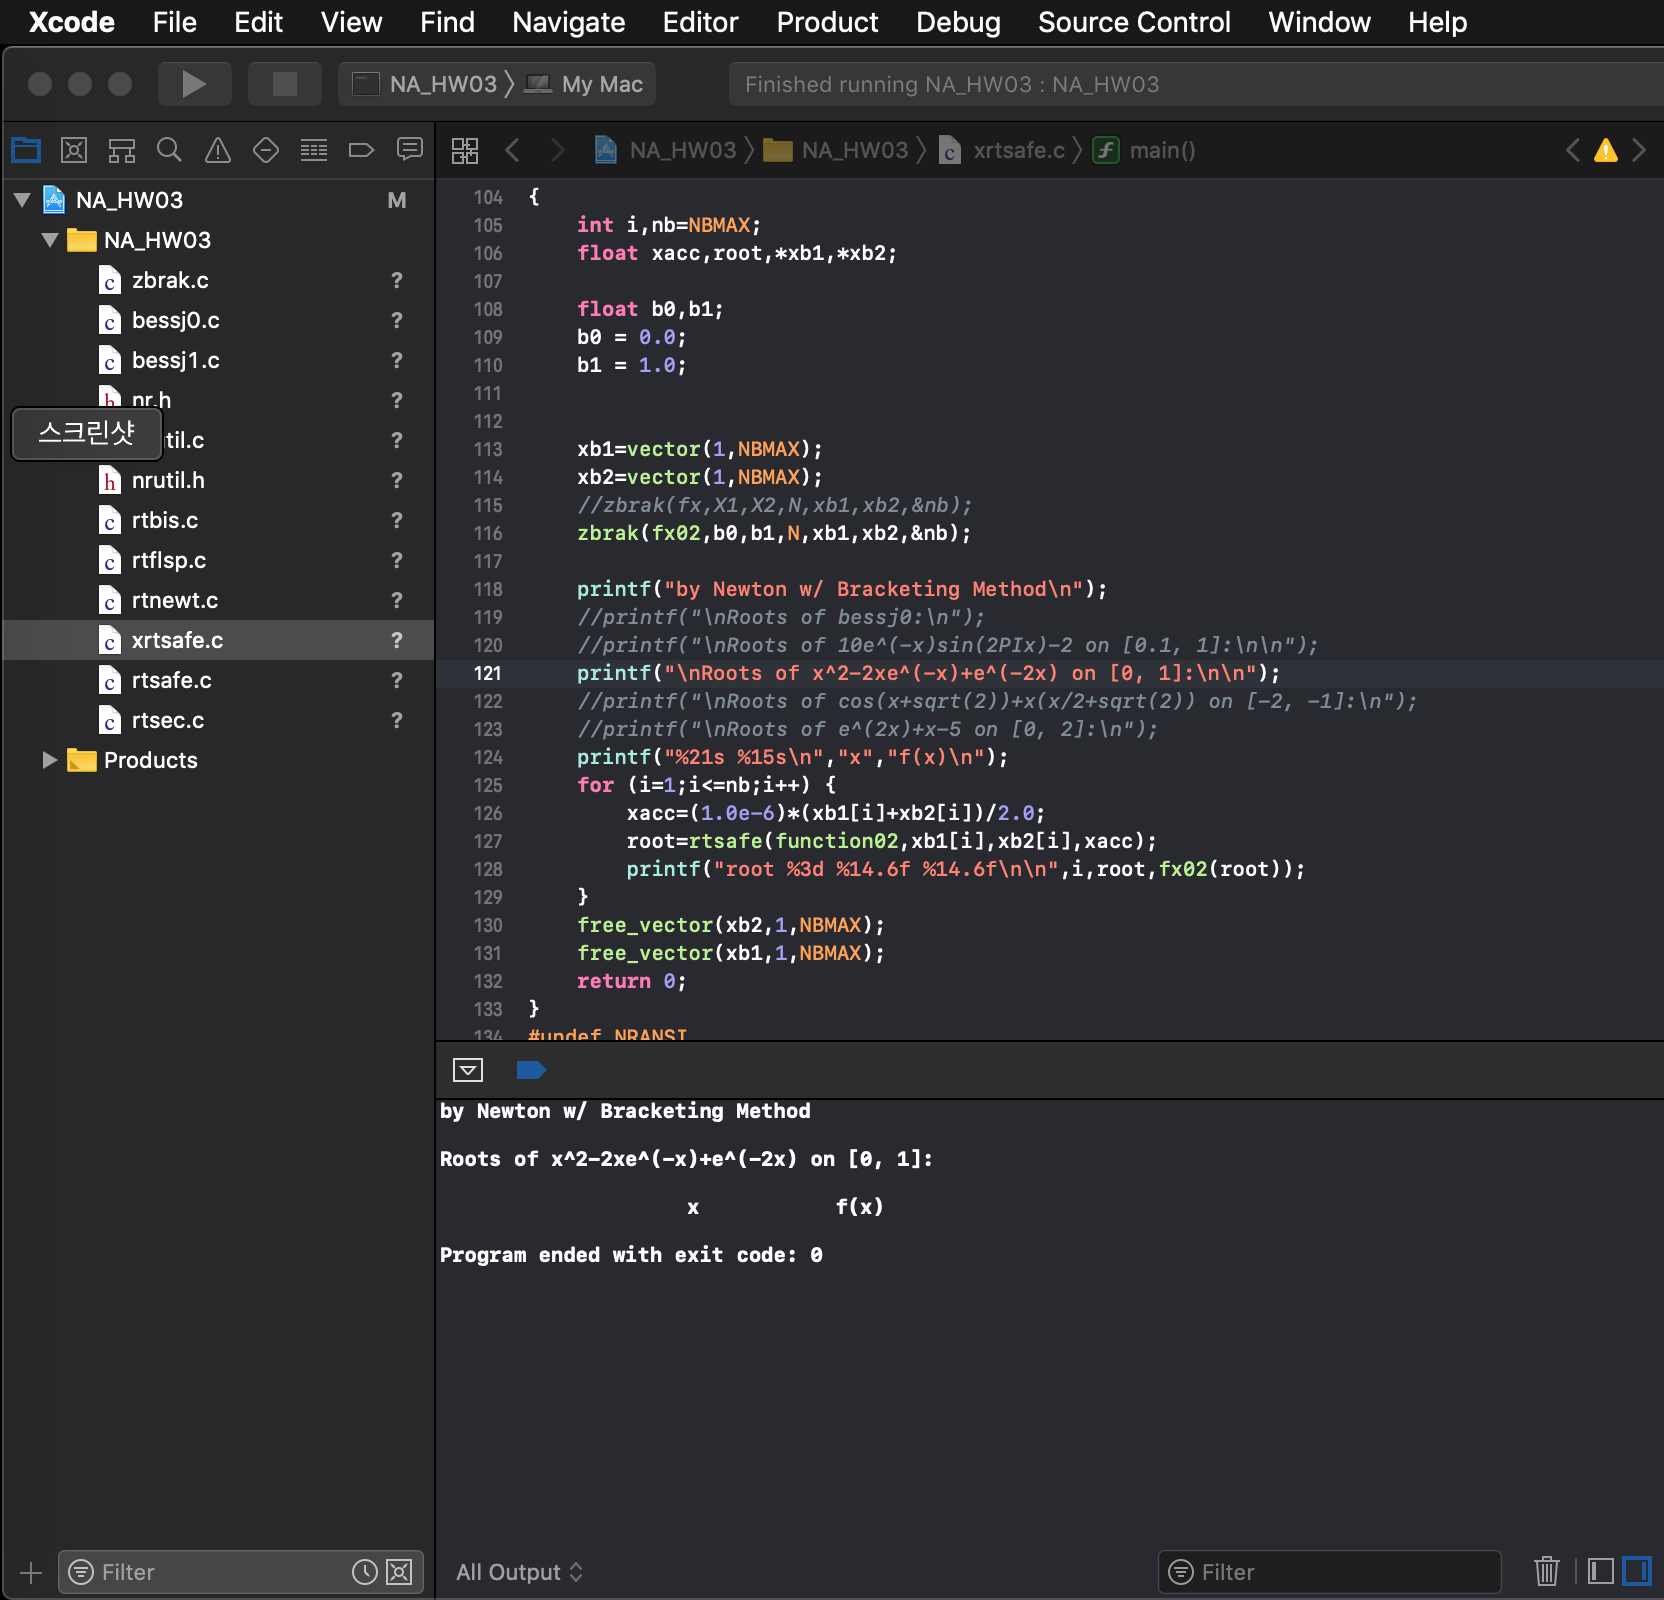 Xcode File Edit View Find Navigate Editor Product Debug Source Control Window Help
NA_HW03 My Mac
Finished running NA_HW03 : NA_HW03
NA_HW03 NA_HW03 xrtsafe.c main()
NA_HW03 M
NA_HW03
zbrak.c ?
bessj0.c ?
bessj1.c ?
nr.h ?
스크린샷
til.c ?
nrutil.h ?
rtbis.c ?
rtflsp.c ?
rtnewt.c ?
xrtsafe.c ?
rtsafe.c ?
rtsec.c ?
Products
104 {
105 int i,nb=NBMAX;
106 float xacc,root,*xb1,*xb2;
107
108 float b0,b1;
109 b0 = 0.0;
110 b1 = 1.0;
111
112
113 xb1=vector(1,NBMAX);
114 xb2=vector(1,NBMAX);
115 //zbrak(fx,X1,X2,N,xb1,xb2,&nb);
116 zbrak(fx02,b0,b1,N,xb1,xb2,&nb);
117
118 printf("by Newton w/ Bracketing Method\n");
119 //printf("\nRoots of bessj0:\n");
120 //printf("\nRoots of 10e^(-x)sin(2PIx)-2 on [0.1, 1]:\n\n");
121 printf("\nRoots of x^2-2xe^(-x)+e^(-2x) on [0, 1]:\n\n");
122 //printf("\nRoots of cos(x+sqrt(2))+x(x/2+sqrt(2)) on [-2, -1]:\n");
123 //printf("\nRoots of e^(2x)+x-5 on [0, 2]:\n");
124 printf("%21s %15s\n","x","f(x)\n");
125 for (i=1;i<=nb;i++) {
126 xacc=(1.0e-6)*(xb1[i]+xb2[i])/2.0;
127 root=rtsafe(function02,xb1[i],xb2[i],xacc);
128 printf("root %3d %14.6f %14.6f\n\n",i,root,fx02(root));
129 }
130 free_vector(xb2,1,NBMAX);
131 free_vector(xb1,1,NBMAX);
132 return 0;
133 }
134 #undef NRANSI
by Newton w/ Bracketing Method
Roots of x^2-2xe^(-x)+e^(-2x) on [0, 1]:
x f(x)
Program ended with exit code: 0
Filter
All Output
Filter